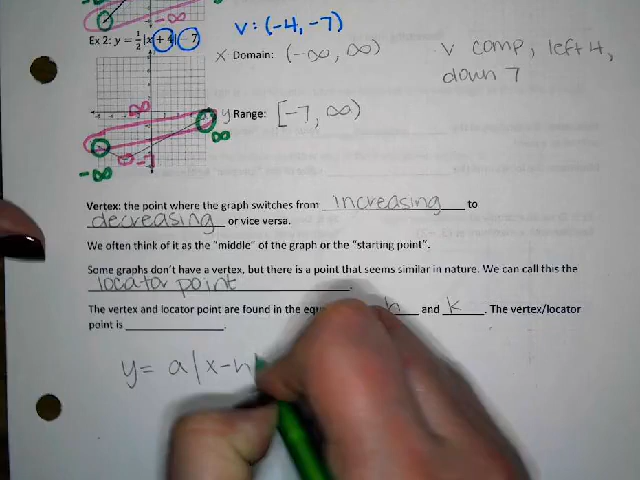 -∞
V: (-4, -7)
Ex 2: y = 1/2 |x + 4| - 7
x Domain: (-∞, ∞)
V comp, left 4,
down 7
∞
y Range: [-7, ∞)
∞
-7
-∞
Vertex: the point where the graph switches from increasing to
decreasing or vice versa.
We often think of it as the "middle" of the graph or the "starting point".
Some graphs don't have a vertex, but there is a point that seems similar in nature. We can call this the
locator point.
The vertex and locator point are found in the h and k. The vertex/locator
point is
y = a|x-h|